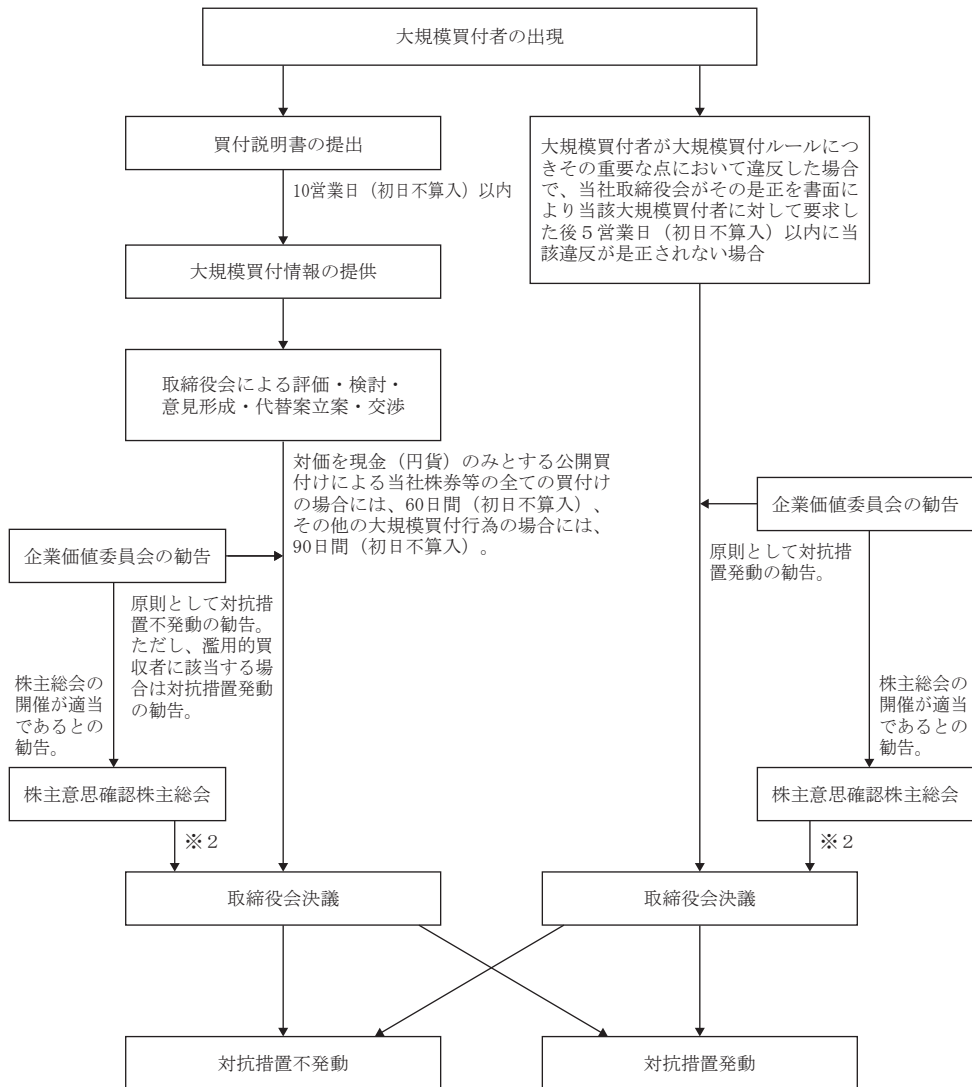 大規模買付者の出現
買付説明書の提出
10営業日（初日不算入）以内
大規模買付情報の提供
取締役会による評価・検討・
意見形成・代替案立案・交渉
対価を現金（円貨）のみとする公開買
付けによる当社株券等の全ての買付け
の場合には、60日間（初日不算入）、
その他の大規模買付行為の場合には、
90日間（初日不算入）。
企業価値委員会の勧告
原則として対抗措
置不発動の勧告。
ただし、濫用的買
収者に該当する場
合は対抗措置発動
の勧告。
株主総会の
開催が適当
であるとの
勧告。
株主意思確認株主総会
※２
取締役会決議
対抗措置不発動
大規模買付者が大規模買付ルールにつ
きその重要な点において違反した場合
で、当社取締役会がその是正を書面に
より当該大規模買付者に対して要求し
た後５営業日（初日不算入）以内に当
該違反が是正されない場合
企業価値委員会の勧告
原則として対抗措
置発動の勧告。
株主総会の
開催が適当
であるとの
勧告。
株主意思確認株主総会
※２
取締役会決議
対抗措置発動